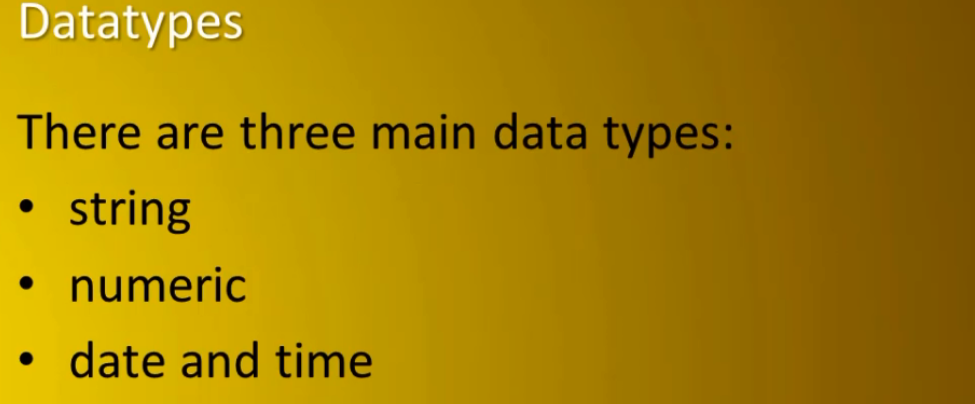 Datatypes
There are three main data types:
• string
• numeric
• date and time